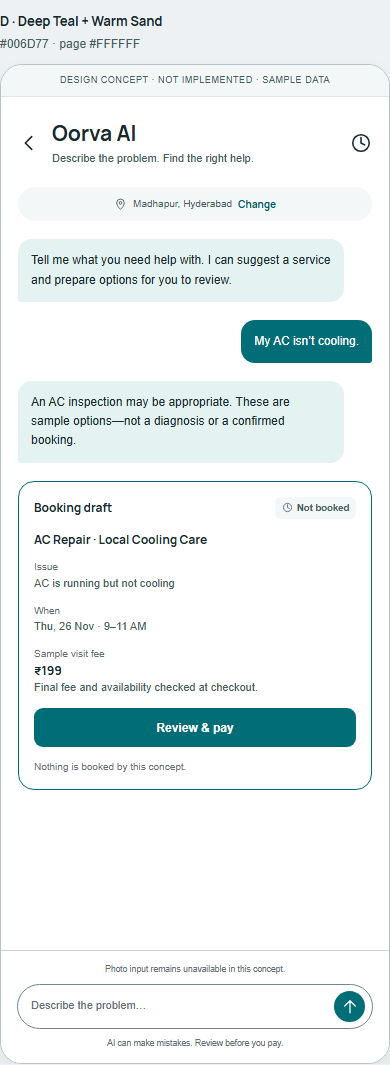 D · Deep Teal + Warm Sand
#006D77 · page #FFFFFF
DESIGN CONCEPT · NOT IMPLEMENTED · SAMPLE DATA
Oorva AI
Describe the problem. Find the right help.
Madhapur, Hyderabad Change
Tell me what you need help with. I can suggest a service
and prepare options for you to review.
My AC isn't cooling.
An AC inspection may be appropriate. These are
sample options—not a diagnosis or a confirmed
booking.
Booking draft
Not booked
AC Repair · Local Cooling Care
Issue
AC is running but not cooling
When
Thu, 26 Nov · 9–11 AM
Sample visit fee
₹199
Final fee and availability checked at checkout.
Review & pay
Nothing is booked by this concept.
Photo input remains unavailable in this concept.
Describe the problem...
AI can make mistakes. Review before you pay.